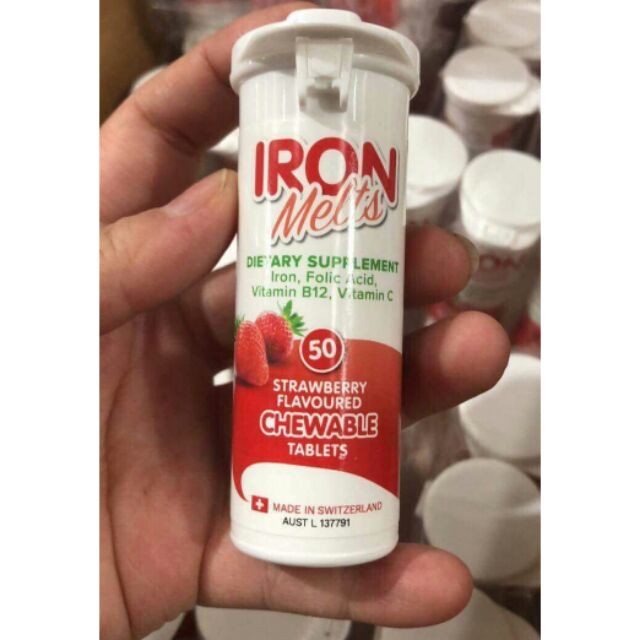 IRON
Melts
DIETARY SUPPLEMENT
Iron, Folic Acid,
Vitamin B12, Vitamin C
50
STRAWBERRY
FLAVOURED
CHEWABLE
TABLETS
MADE IN SWITZERLAND
AUST L 137791
IRON